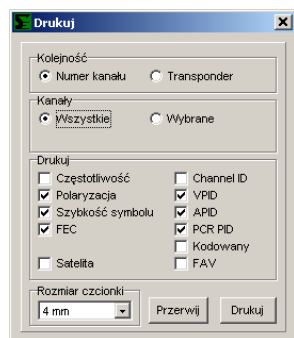 Drukuj
Kolejność
Numer kanału Transponder
Kanały
Wszystkie Wybrane
Drukuj
Częstotliwość Channel ID
Polaryzacja VPID
Szybkość symbolu APID
FEC PCR PID
Kodowany
Satelita FAV
Rozmiar czcionki
4 mm Przerwij Drukuj